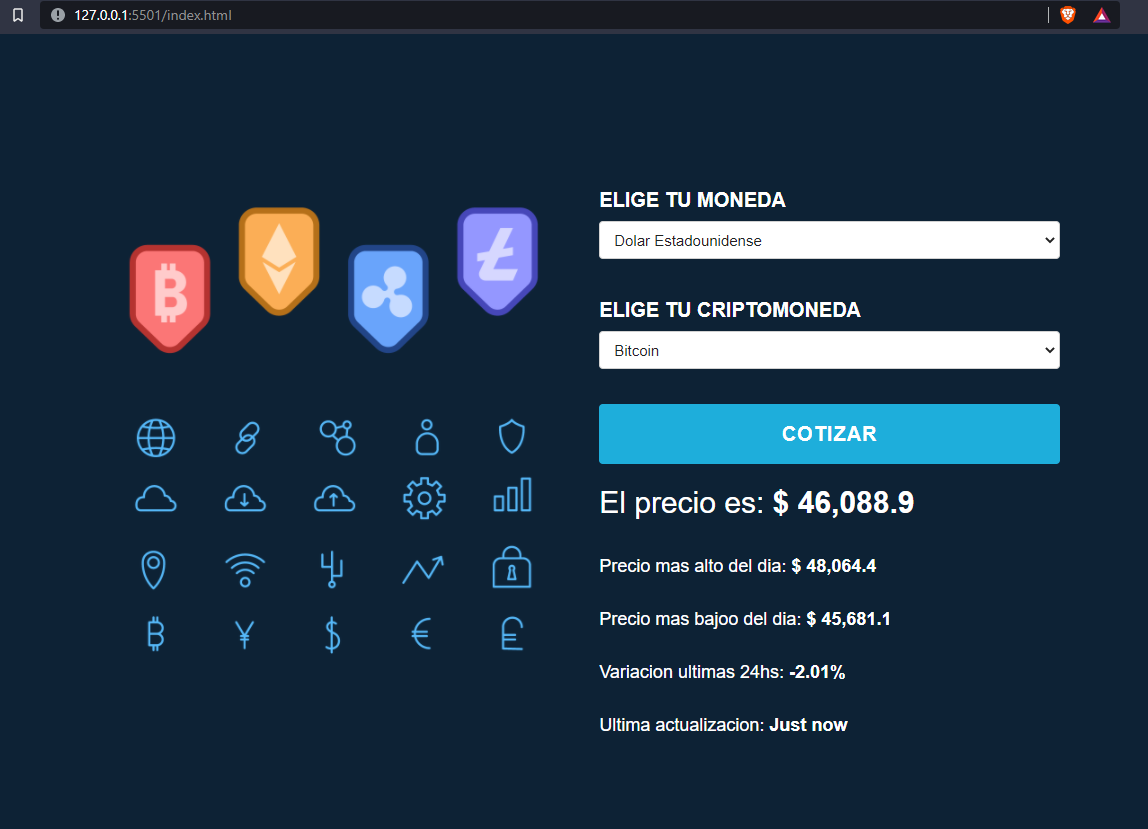 127.0.0.1:5501/index.html
ELIGE TU MONEDA
Dolar Estadounidense
ELIGE TU CRIPTOMONEDA
Bitcoin
COTIZAR
El precio es: $ 46,088.9
Precio mas alto del dia: $ 48,064.4
Precio mas bajoo del dia: $ 45,681.1
Variacion ultimas 24hs: -2.01%
Ultima actualizacion: Just now